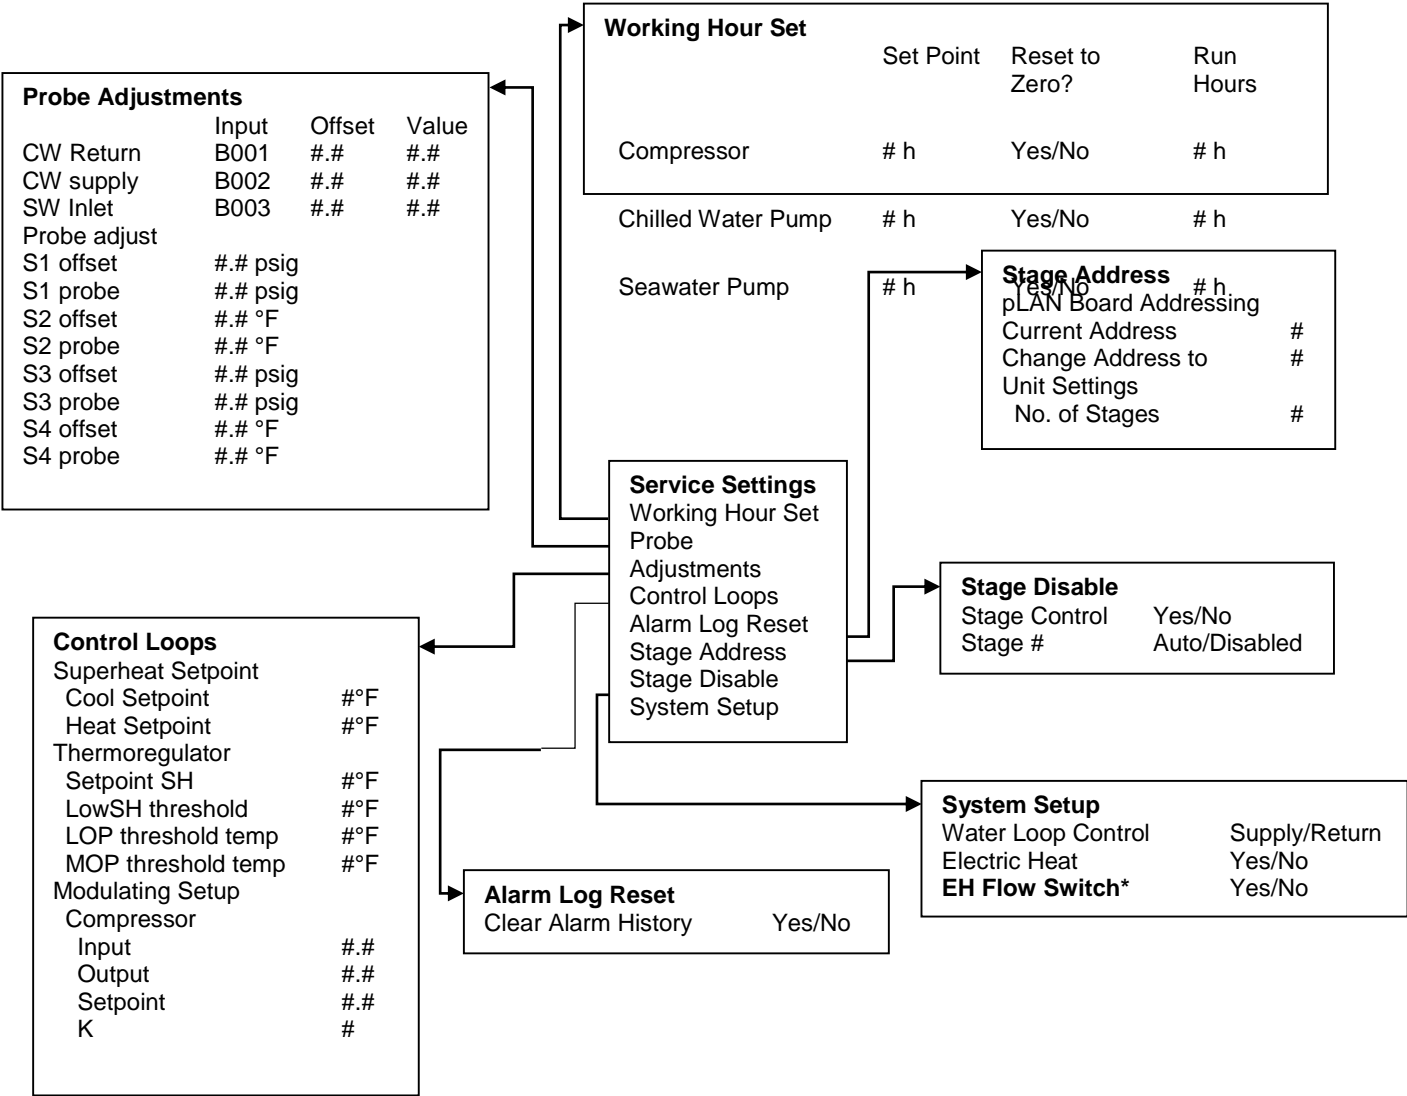 Working Hour Set
Set Point Reset to Zero? Run Hours
Compressor # h Yes/No # h
Chilled Water Pump # h Yes/No # h
Seawater Pump # h Yes/No # h
Probe Adjustments
Input Offset Value
CW Return B001 #.# #.#
CW supply B002 #.# #.#
SW Inlet B003 #.# #.#
Probe adjust
S1 offset #.# psig
S1 probe #.# psig
S2 offset #.# °F
S2 probe #.# °F
S3 offset #.# psig
S3 probe #.# psig
S4 offset #.# °F
S4 probe #.# °F
Stage Address
pLAN Board Addressing
Current Address #
Change Address to #
Unit Settings
No. of Stages #
Service Settings
Working Hour Set
Probe
Adjustments
Control Loops
Alarm Log Reset
Stage Address
Stage Disable
System Setup
Stage Disable
Stage Control Yes/No
Stage # Auto/Disabled
Control Loops
Superheat Setpoint
Cool Setpoint #°F
Heat Setpoint #°F
Thermoregulator
Setpoint SH #°F
LowSH threshold #°F
LOP threshold temp #°F
MOP threshold temp #°F
Modulating Setup
Compressor
Input #.#
Output #.#
Setpoint #.#
K #
System Setup
Water Loop Control Supply/Return
Electric Heat Yes/No
EH Flow Switch* Yes/No
Alarm Log Reset
Clear Alarm History Yes/No